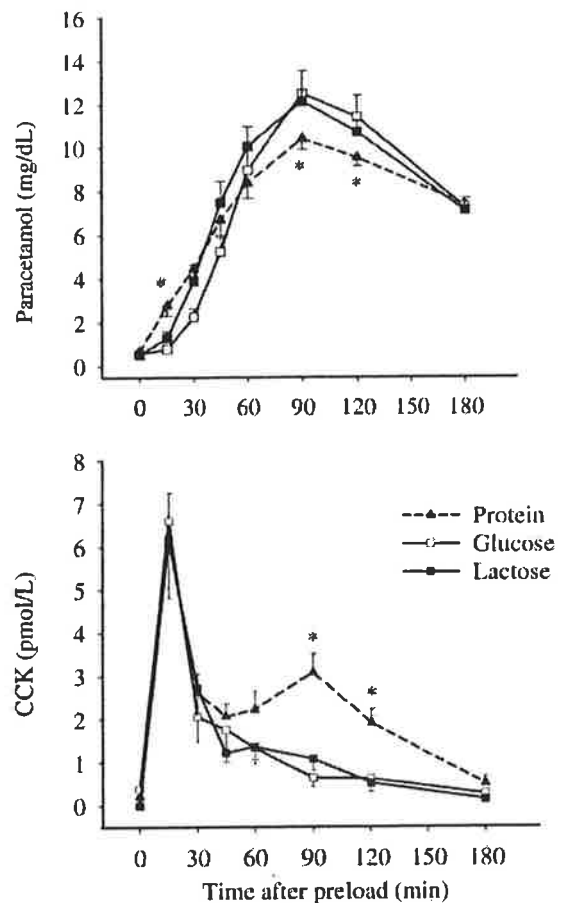 16
14
12
10
8
6
4
2
0
Paracetamol (mg/dL)
*
*
*
0 30 60 90 120 150 180
8
7
6
5
4
3
2
1
0
CCK (pmol/L)
Protein
Glucose
Lactose
*
*
0 30 60 90 120 150 180
Time after preload (min)